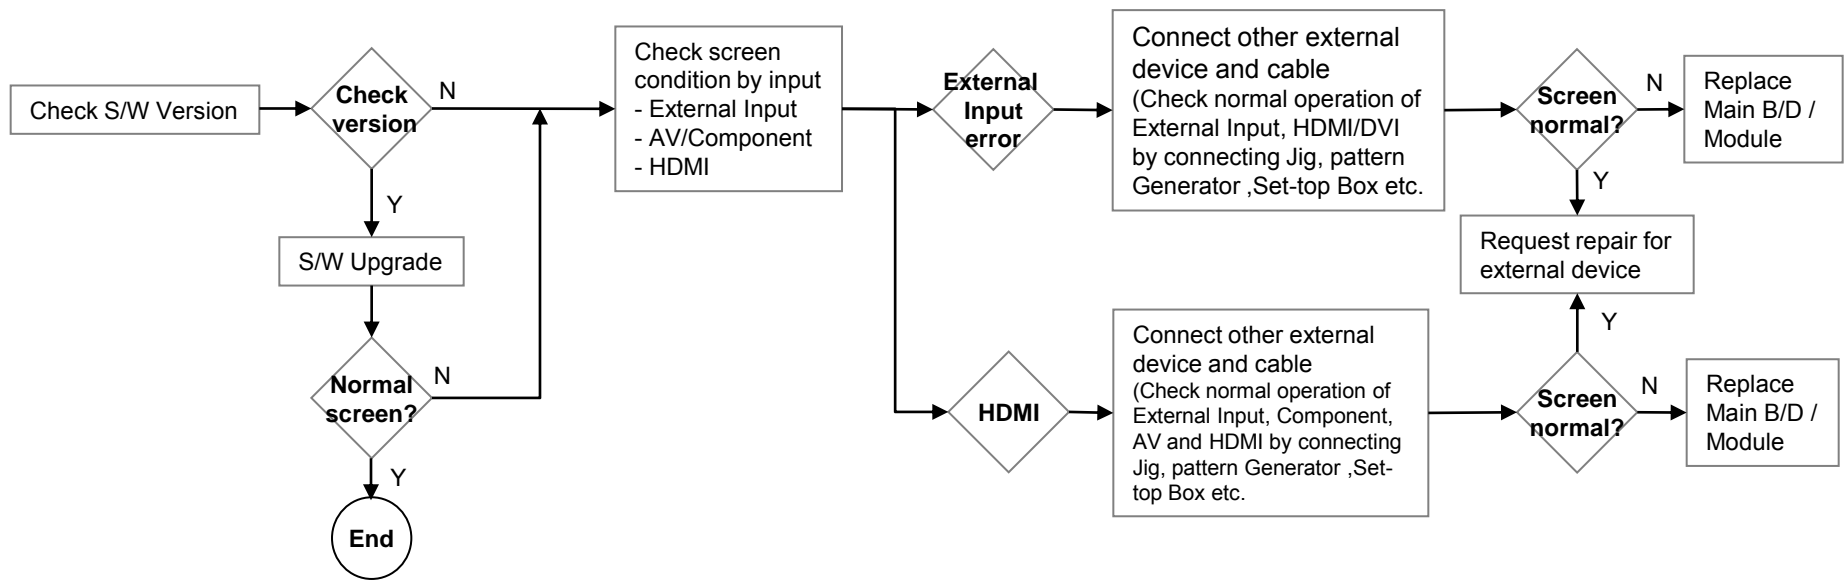 Check S/W Version
Check
version
N
Y
S/W Upgrade
Normal
screen?
N
Y
End
Check screen
condition by input
- External Input
- AV/Component
- HDMI
External
Input
error
Connect other external
device and cable
(Check normal operation of
External Input, HDMI/DVI
by connecting Jig, pattern
Generator ,Set-top Box etc.
Screen
normal?
N
Replace
Main B/D /
Module
Y
Request repair for
external device
HDMI
Connect other external
device and cable
(Check normal operation of
External Input, Component,
AV and HDMI by connecting
Jig, pattern Generator ,Set-
top Box etc.
Y
Screen
normal?
N
Replace
Main B/D /
Module